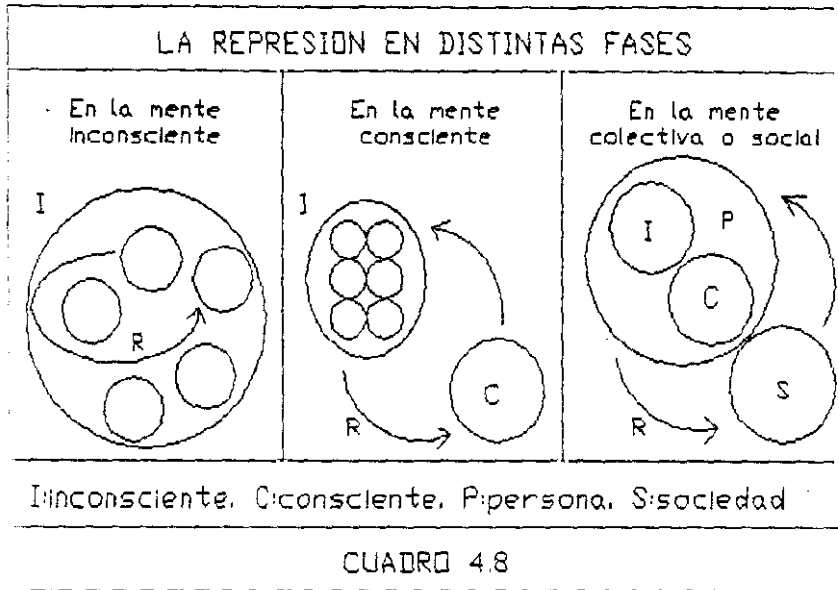 LA REPRESION EN DISTINTAS FASES
En la mente
inconsciente
I
R
En la mente
consciente
I
R
C
En la mente
colectiva o social
I
P
C
R
S
I:inconsciente, C:consciente, P:persona, S:sociedad
CUADRO 4.8